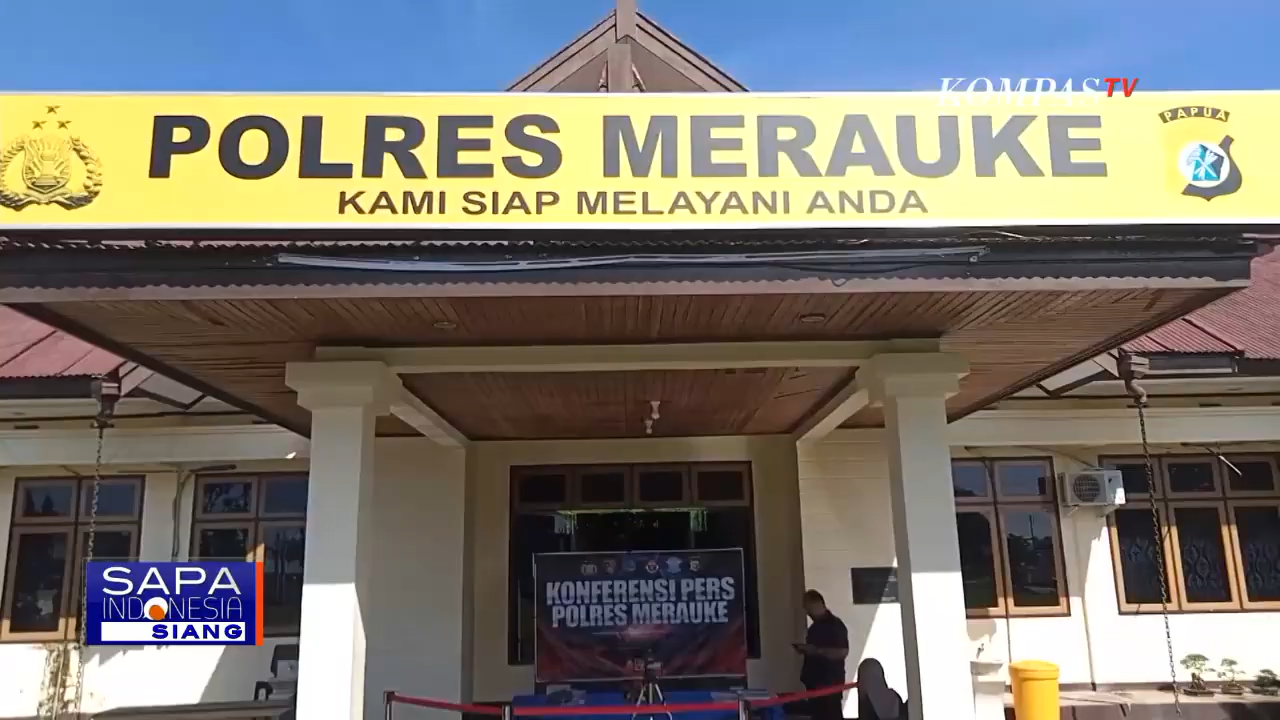 KOMPASTV
POLRES MERAUKE
KAMI SIAP MELAYANI ANDA
PAPUA
KONFERENSI PERS
POLRES MERAUKE
SAPA
INDONESIA
SIANG